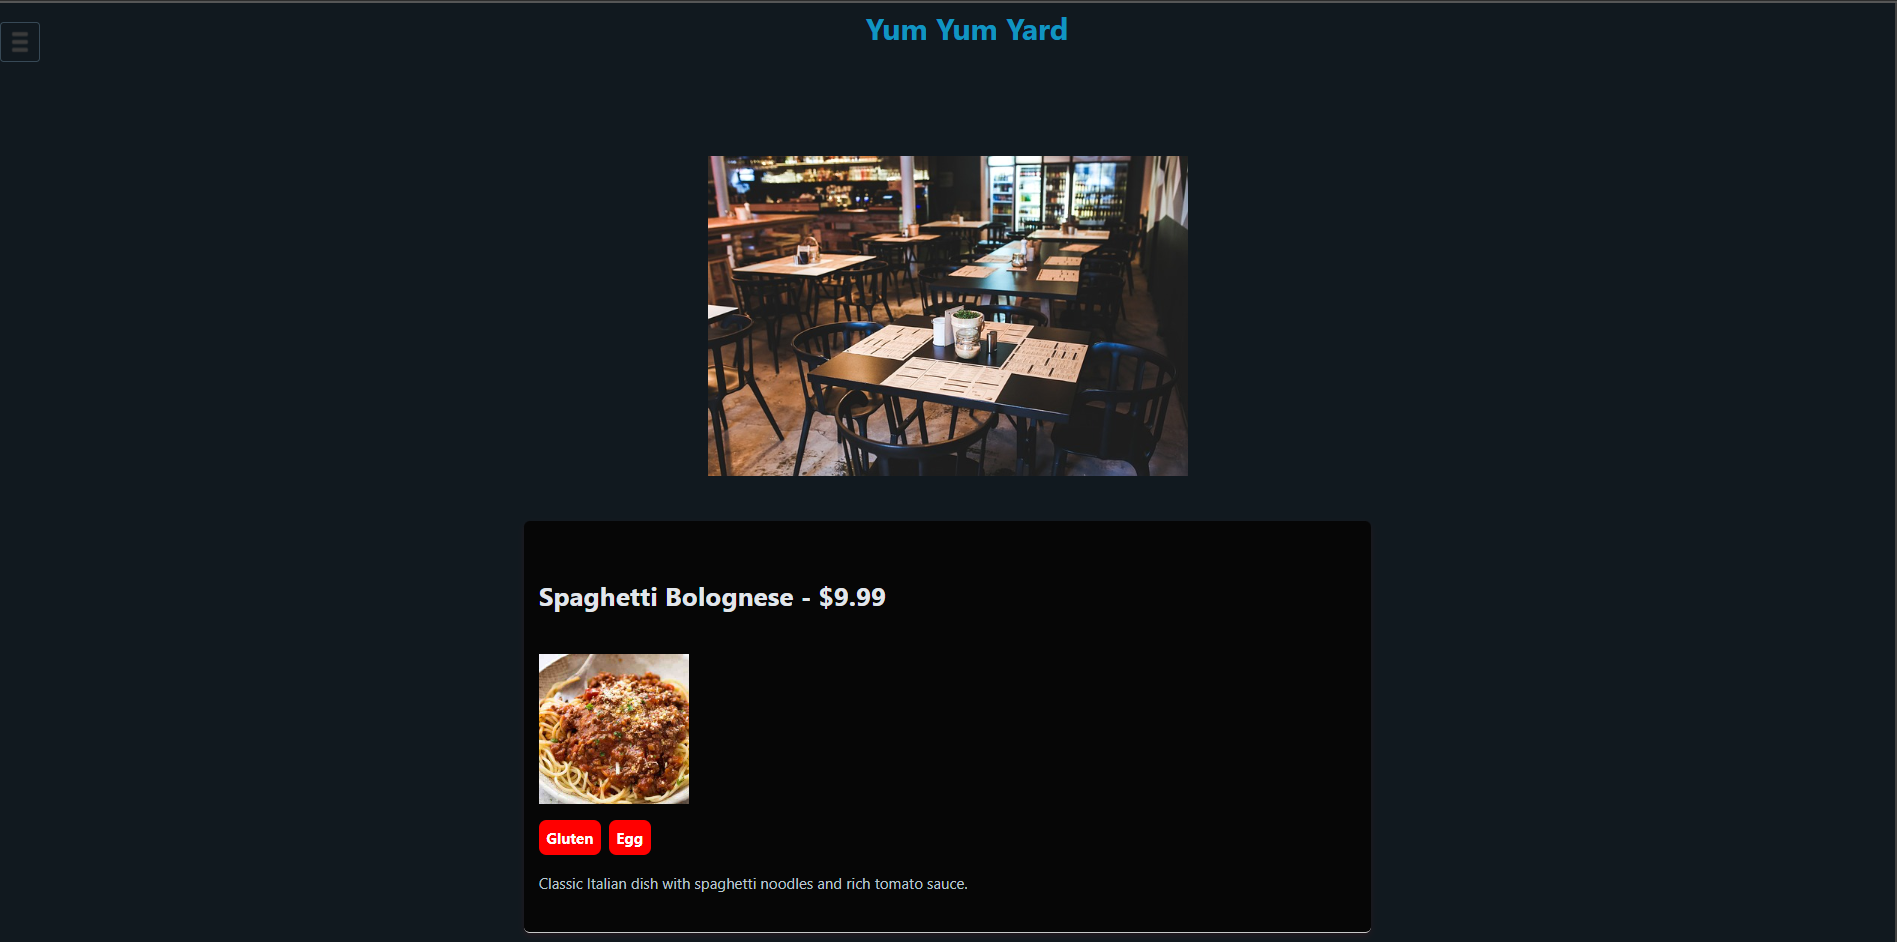 Yum Yum Yard
Spaghetti Bolognese - $9.99
Gluten Egg
Classic Italian dish with spaghetti noodles and rich tomato sauce.